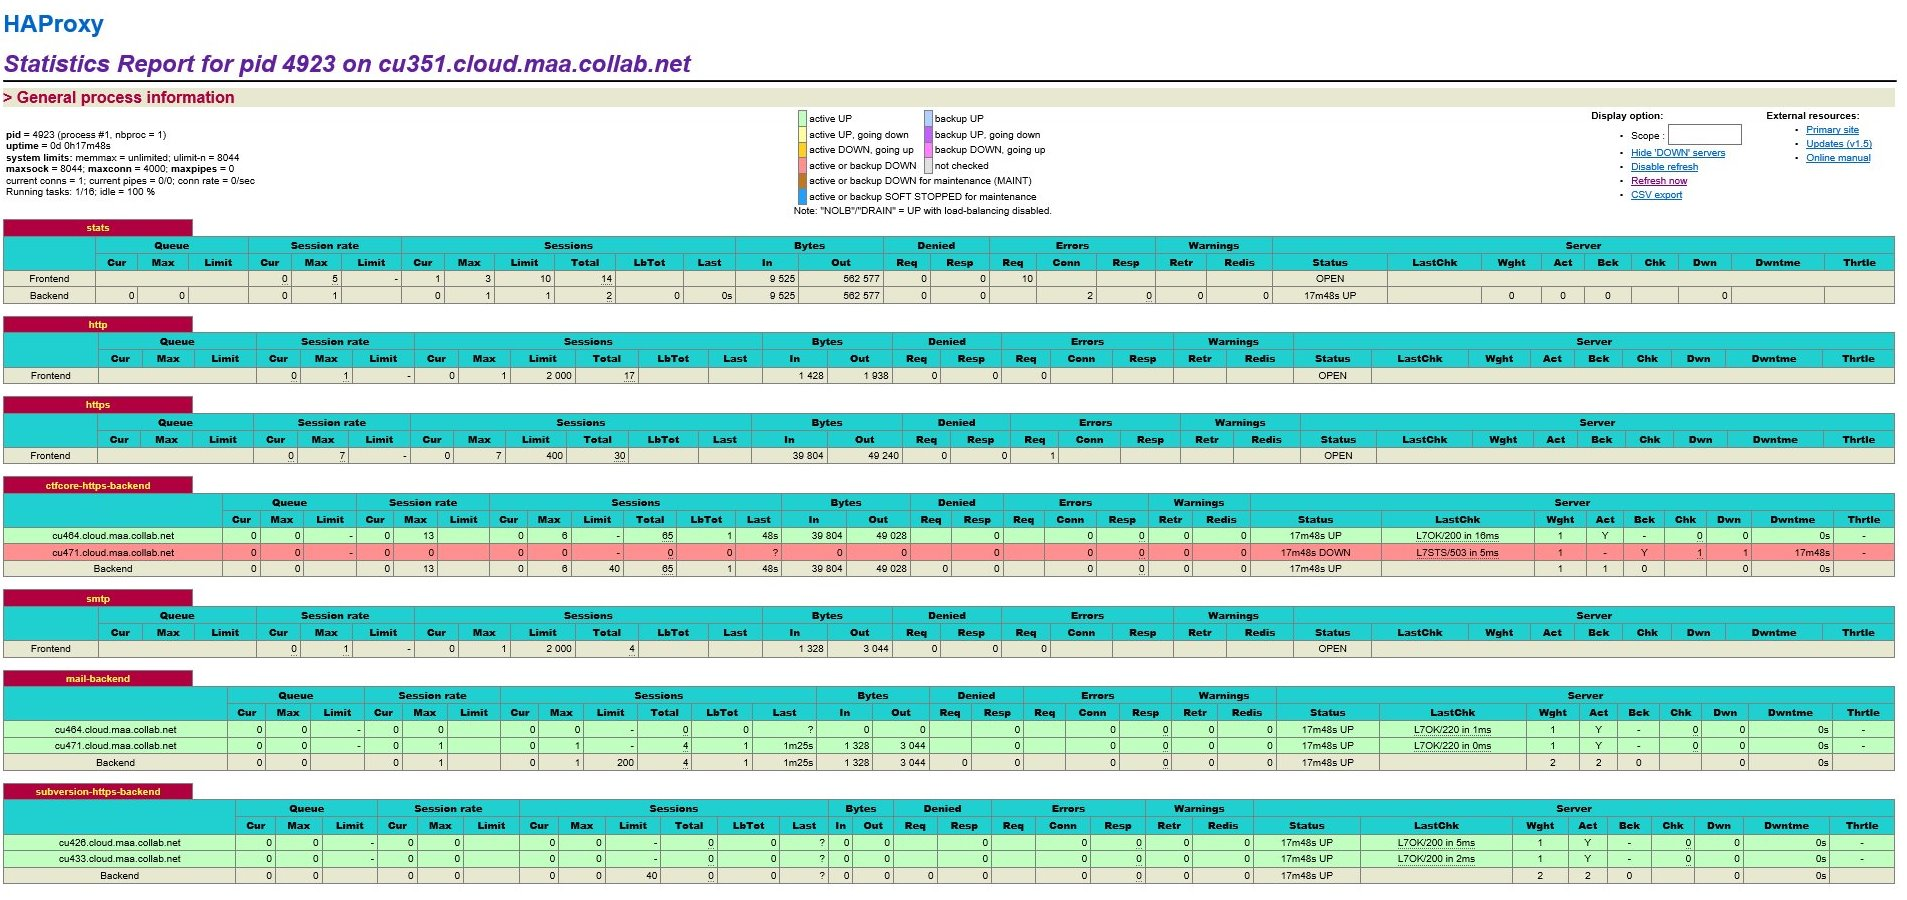 HAProxy
Statistics Report for pid 4923 on cu351.cloud.maa.collab.net
> General process information
pid = 4923 (process #1, nbproc = 1)
uptime = 0d 0h17m48s
system limits: memmax = unlimited; ulimit-n = 8044
maxsock = 8044; maxconn = 4000; maxpipes = 0
current conns = 1; current pipes = 0/0; conn rate = 0/sec
Running tasks: 1/16; idle = 100 %
active UP backup UP
active UP, going down backup UP, going down
active DOWN, going up backup DOWN, going up
active or backup DOWN not checked
active or backup DOWN for maintenance (MAINT)
active or backup SOFT STOPPED for maintenance
Note: "NOLB"/"DRAIN" = UP with load-balancing disabled.
Display option:
Scope :
Hide 'DOWN' servers
Disable refresh
Refresh now
CSV export
External resources:
Primary site
Updates (v1.5)
Online manual
stats
Queue Session rate Sessions Bytes Denied Errors Warnings Server
Cur Max Limit Cur Max Limit Cur Max Limit Total LbTot Last In Out Req Resp Req Conn Resp Retr Redis Status LastChk Wght Act Bck Chk Dwn Dwntme Thrtle
Frontend 0 5 - 1 3 10 14 9 525 562 577 0 0 10 OPEN
Backend 0 0 0 1 0 1 1 2 0 0s 9 525 562 577 0 0 2 0 0 0 17m48s UP 0 0 0 0
http
Queue Session rate Sessions Bytes Denied Errors Warnings Server
Cur Max Limit Cur Max Limit Cur Max Limit Total LbTot Last In Out Req Resp Req Conn Resp Retr Redis Status LastChk Wght Act Bck Chk Dwn Dwntme Thrtle
Frontend 0 1 - 0 1 2 000 17 1 428 1 938 0 0 0 OPEN
https
Queue Session rate Sessions Bytes Denied Errors Warnings Server
Cur Max Limit Cur Max Limit Cur Max Limit Total LbTot Last In Out Req Resp Req Conn Resp Retr Redis Status LastChk Wght Act Bck Chk Dwn Dwntme Thrtle
Frontend 0 7 - 0 7 400 30 39 804 49 240 0 0 1 OPEN
ctfcore-https-backend
Queue Session rate Sessions Bytes Denied Errors Warnings Server
Cur Max Limit Cur Max Limit Cur Max Limit Total LbTot Last In Out Req Resp Req Conn Resp Retr Redis Status LastChk Wght Act Bck Chk Dwn Dwntme Thrtle
cu464.cloud.maa.collab.net 0 0 - 0 13 0 6 - 65 1 48s 39 804 49 028 0 0 0 0 0 17m48s UP L7OK/200 in 16ms 1 Y - 0 0 0s -
cu471.cloud.maa.collab.net 0 0 - 0 0 0 0 - 0 0 ? 0 0 0 0 0 0 0 17m48s DOWN L7STS/503 in 5ms 1 - Y 1 1 17m48s -
Backend 0 0 0 13 0 6 40 65 1 48s 39 804 49 028 0 0 0 0 0 0 17m48s UP 1 1 0 0 0s
smtp
Queue Session rate Sessions Bytes Denied Errors Warnings Server
Cur Max Limit Cur Max Limit Cur Max Limit Total LbTot Last In Out Req Resp Req Conn Resp Retr Redis Status LastChk Wght Act Bck Chk Dwn Dwntme Thrtle
Frontend 0 1 - 0 1 2 000 4 1 328 3 044 0 0 0 OPEN
mail-backend
Queue Session rate Sessions Bytes Denied Errors Warnings Server
Cur Max Limit Cur Max Limit Cur Max Limit Total LbTot Last In Out Req Resp Req Conn Resp Retr Redis Status LastChk Wght Act Bck Chk Dwn Dwntme Thrtle
cu464.cloud.maa.collab.net 0 0 - 0 0 0 0 - 0 0 ? 0 0 0 0 0 0 0 17m48s UP L7OK/220 in 1ms 1 Y - 0 0 0s -
cu471.cloud.maa.collab.net 0 0 - 0 1 0 1 - 4 1 1m25s 1 328 3 044 0 0 0 0 0 17m48s UP L7OK/220 in 0ms 1 Y - 0 0 0s -
Backend 0 0 0 1 0 1 200 4 1 1m25s 1 328 3 044 0 0 0 0 0 0 17m48s UP 2 2 0 0 0s
subversion-https-backend
Queue Session rate Sessions Bytes Denied Errors Warnings Server
Cur Max Limit Cur Max Limit Cur Max Limit Total LbTot Last In Out Req Resp Req Conn Resp Retr Redis Status LastChk Wght Act Bck Chk Dwn Dwntme Thrtle
cu426.cloud.maa.collab.net 0 0 - 0 0 0 0 - 0 0 ? 0 0 0 0 0 0 0 17m48s UP L7OK/200 in 5ms 1 Y - 0 0 0s -
cu433.cloud.maa.collab.net 0 0 - 0 0 0 0 - 0 0 ? 0 0 0 0 0 0 0 17m48s UP L7OK/200 in 2ms 1 Y - 0 0 0s -
Backend 0 0 0 0 0 0 40 0 0 ? 0 0 0 0 0 0 0 0 17m48s UP 2 2 0 0 0s